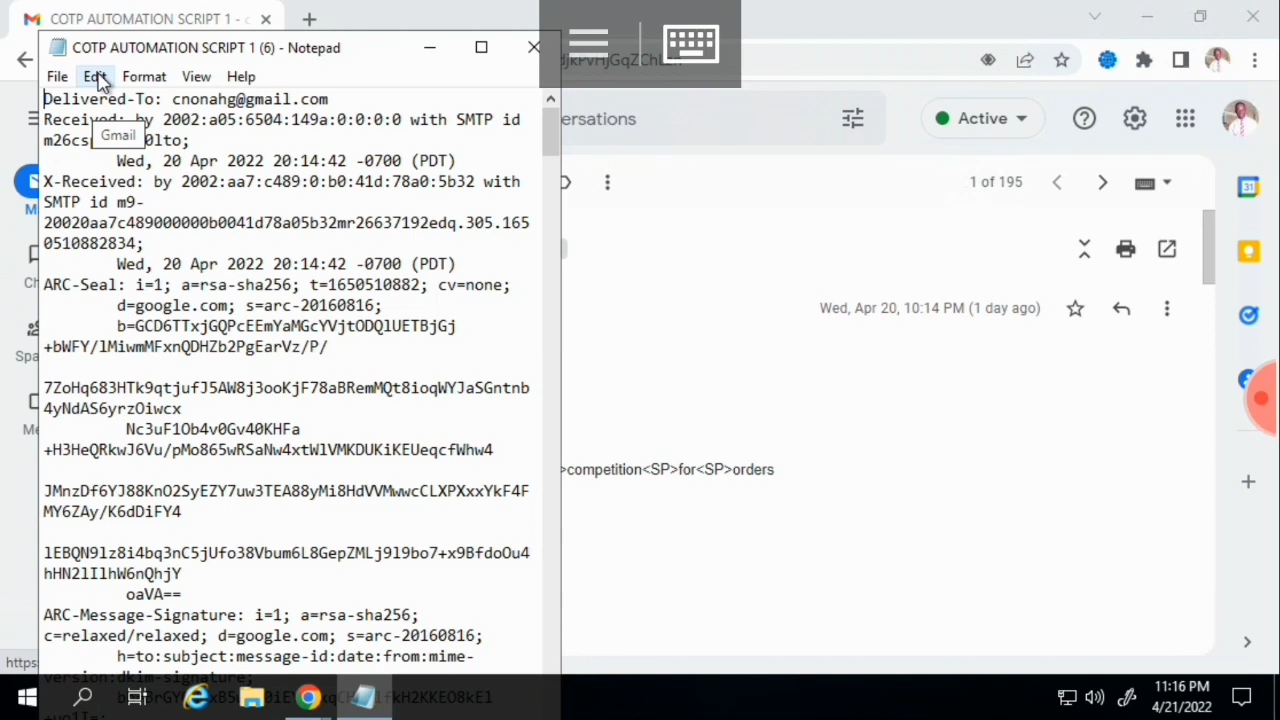 COTP AUTOMATION SCRIPT 1 -
COTP AUTOMATION SCRIPT 1 (6) - Notepad
File Edit Format View Help
Delivered-To: cnonahg@gmail.com
Received: by 2002:a05:6504:149a:0:0:0:0 with SMTP id
Gmail
Wed, 20 Apr 2022 20:14:42 -0700 (PDT)
X-Received: by 2002:aa7:c489:0:b0:41d:78a0:5b32 with
SMTP id m9-
20020aa7c489000000b0041d78a05b32mr26637192edq.305.165
0510882834;
Wed, 20 Apr 2022 20:14:42 -0700 (PDT)
ARC-Seal: i=1; a=rsa-sha256; t=1650510882; cv=none;
d=google.com; s=arc-20160816;
b=GCD6TTxjGQPcEEmYaMGcYVjtODQlUETBjGj
+bWFY/lMiwmMFxnQDHZb2PgEarVz/P/
7ZoHq683HTk9qtjufJ5AW8j3ooKjF78aBRemMQt8ioqWYJaSGntnb
4yNdAS6yrzOiwcx
Nc3uF1Ob4v0Gv40KHFa
+H3HeQRkwJ6Vu/pMo865wRSaNw4xtWlVMKDUKiKEUeqcfWhw4
JMnzDf6YJ88KnO2SyEZY7uw3TEA88yMi8HdVVMwwcCLXPXxxYkF4F
MY6ZAy/K6dDiFY4
lEBQN9lz8i4bq3nC5jUfo38Vbum6L8GepZMLj9l9bo7+x9BfdoOu4
hHN2lIlhW6nQhjY
oaVA==
ARC-Message-Signature: i=1; a=rsa-sha256;
c=relaxed/relaxed; d=google.com; s=arc-20160816;
h=to:subject:message-id:date:from:mime-
version:dkim-signature;
Active
1 of 195
Wed, Apr 20, 10:14 PM (1 day ago)
>competition<SP>for<SP>orders
11:16 PM
4/21/2022